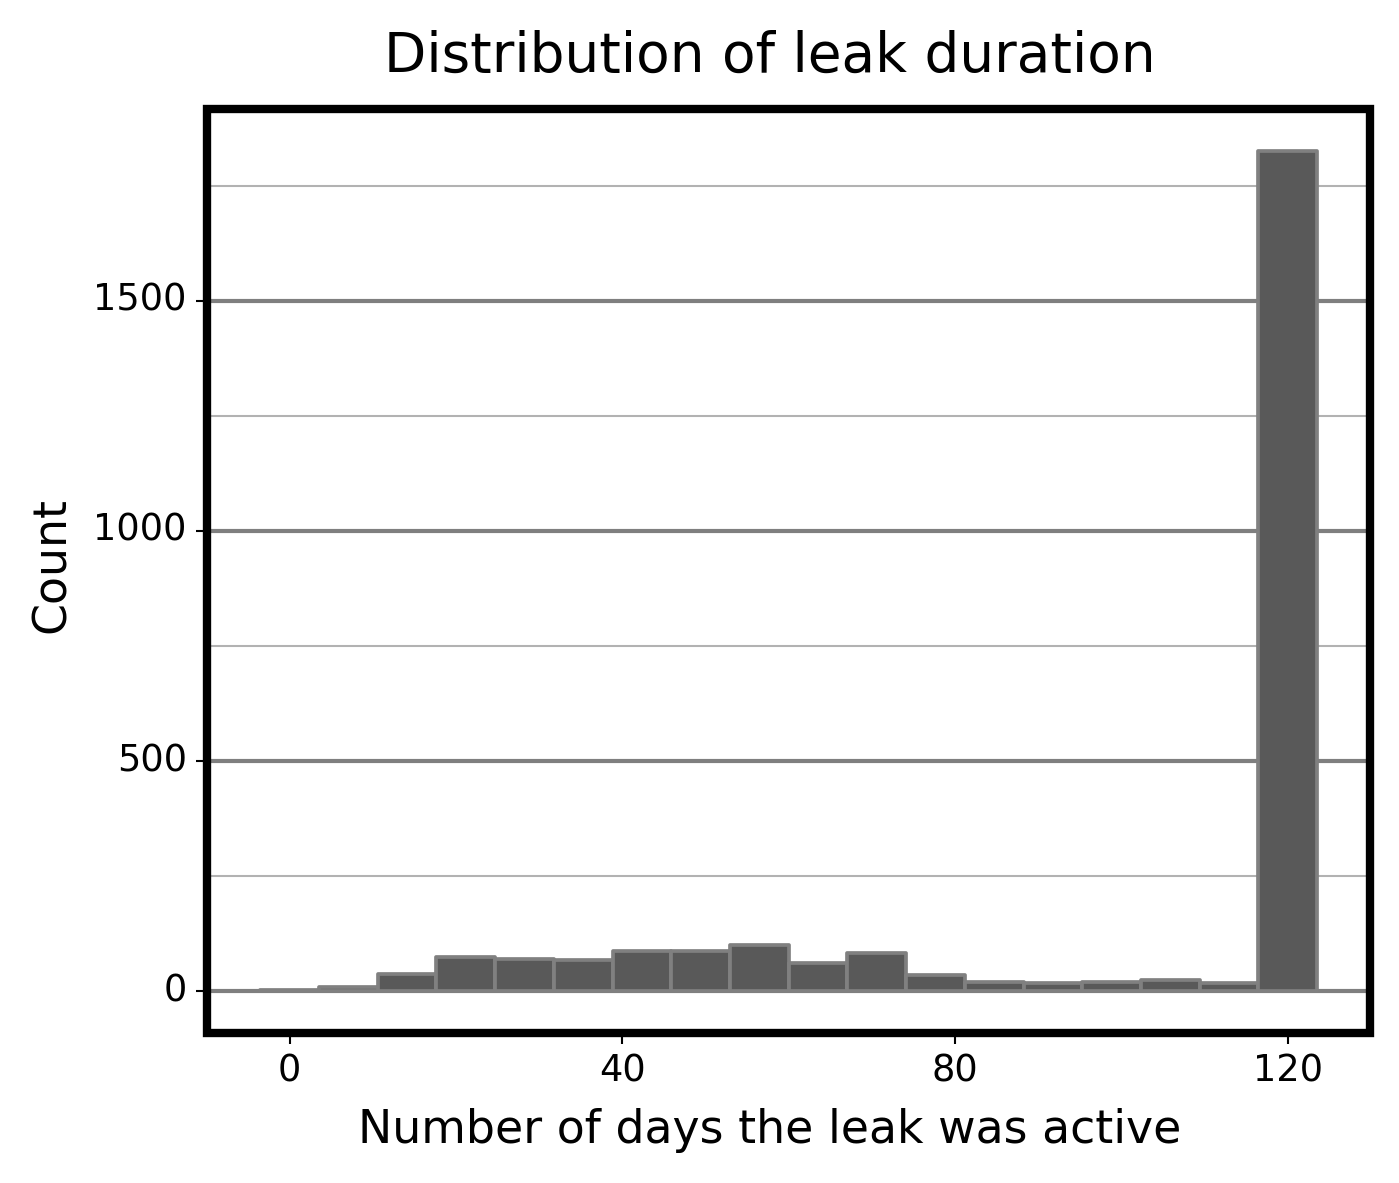 Distribution of leak duration
1500
1000
500
0
Count
0 40 80 120
Number of days the leak was active